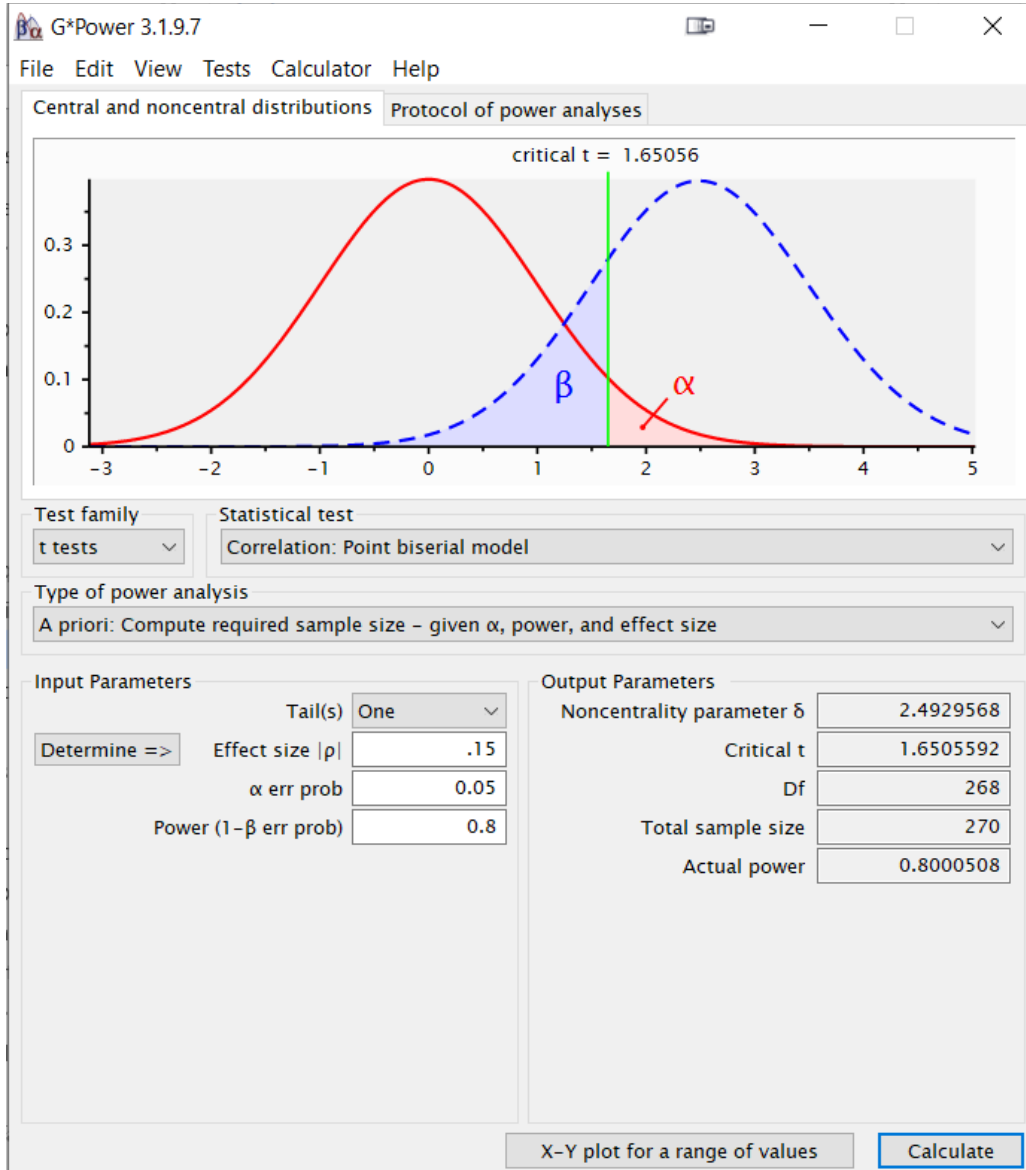 G*Power 3.1.9.7
File Edit View Tests Calculator Help
Central and noncentral distributions Protocol of power analyses
critical t = 1.65056
0.3
0.2
0.1
0
β
α
-3 -2 -1 0 1 2 3 4 5
Test family Statistical test
t tests Correlation: Point biserial model
Type of power analysis
A priori: Compute required sample size – given α, power, and effect size
Input Parameters
Tail(s) One
Determine => Effect size |ρ| .15
α err prob 0.05
Power (1-β err prob) 0.8
Output Parameters
Noncentrality parameter δ 2.4929568
Critical t 1.6505592
Df 268
Total sample size 270
Actual power 0.8000508
X-Y plot for a range of values Calculate